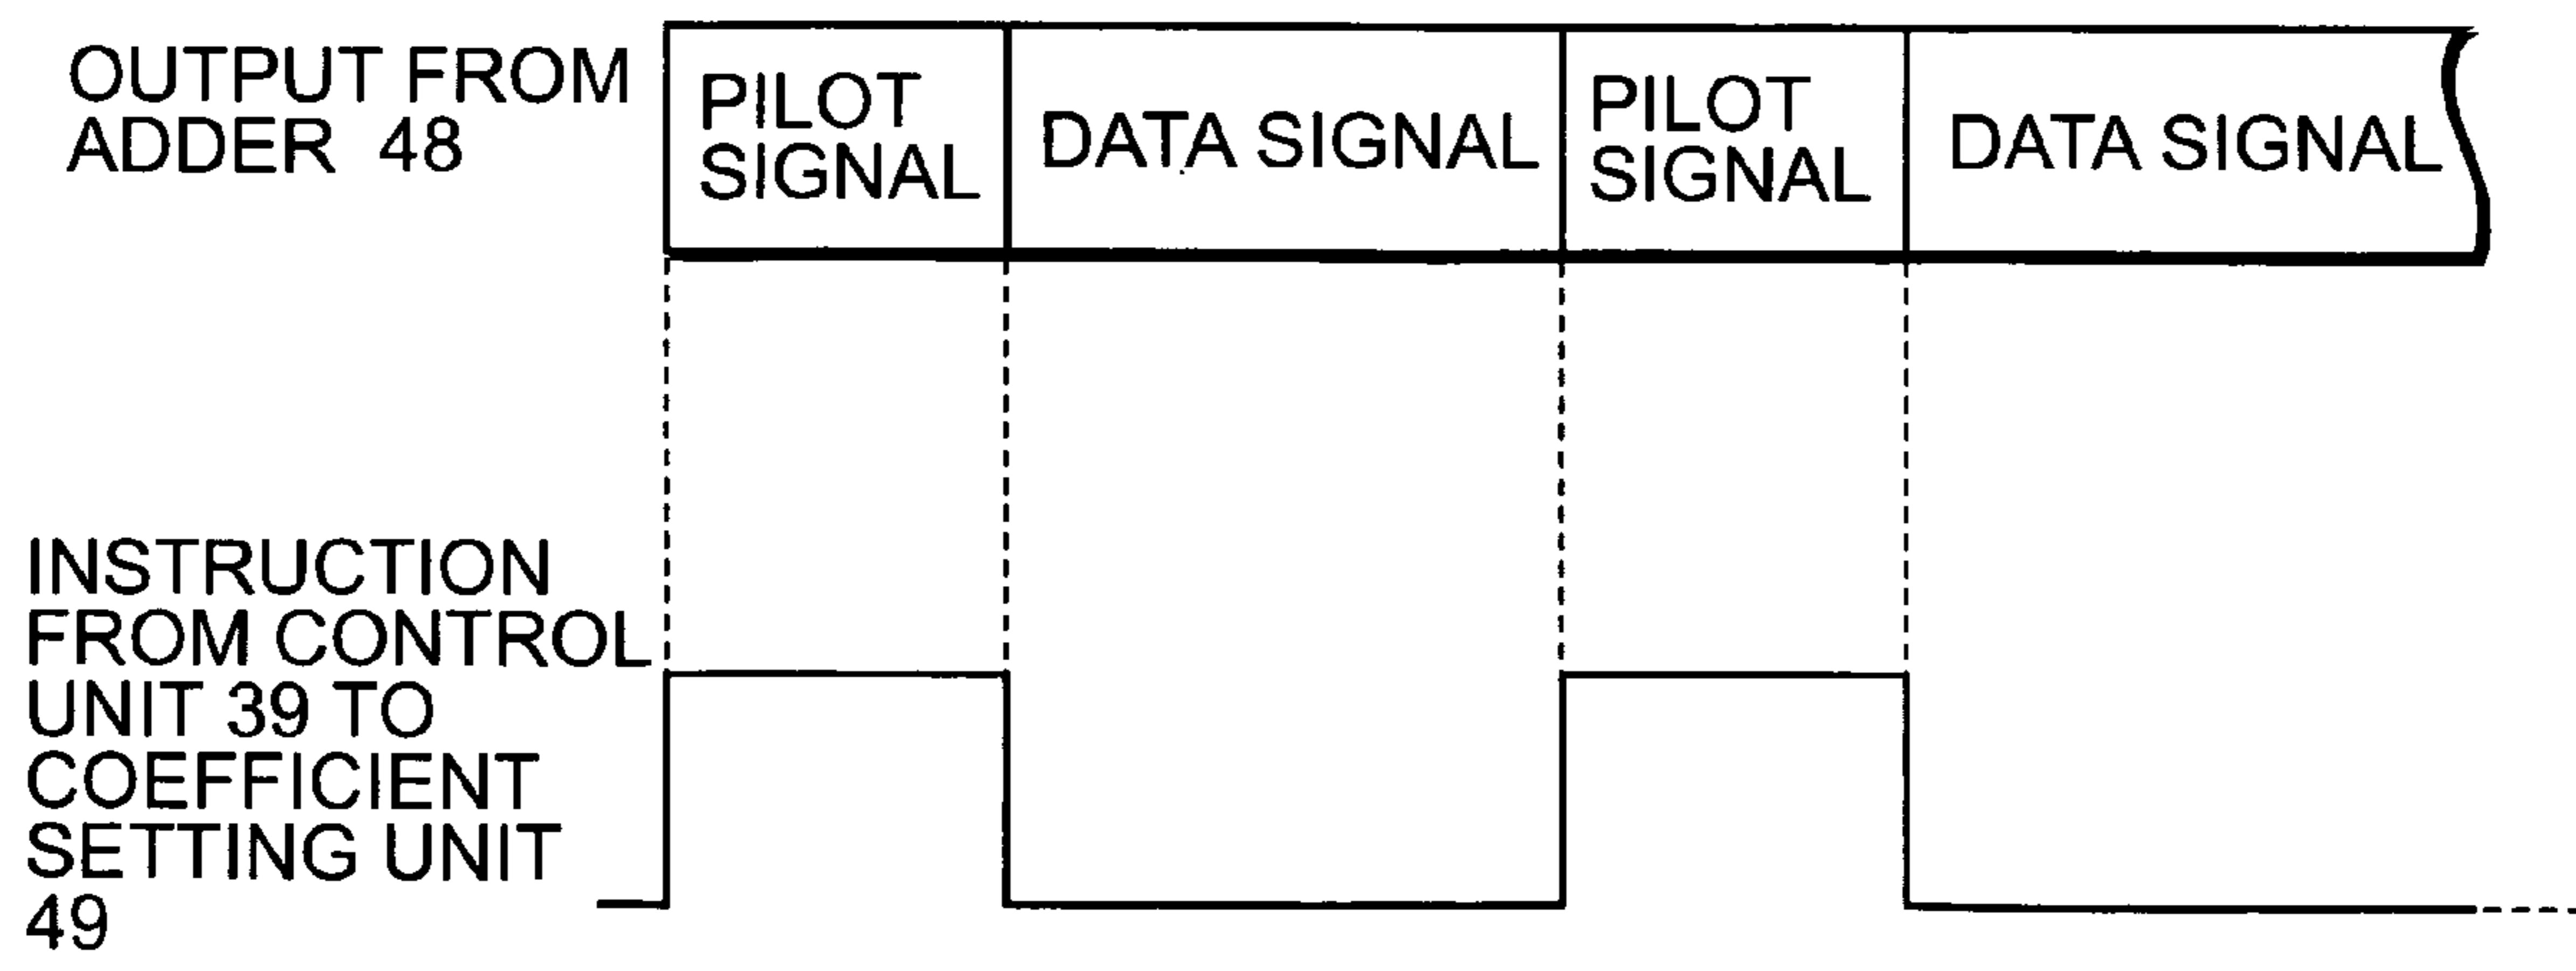 OUTPUT FROM
ADDER 48
PILOT
SIGNAL
DATA SIGNAL
PILOT
SIGNAL
DATA SIGNAL
INSTRUCTION
FROM CONTROL
UNIT 39 TO
COEFFICIENT
SETTING UNIT
49